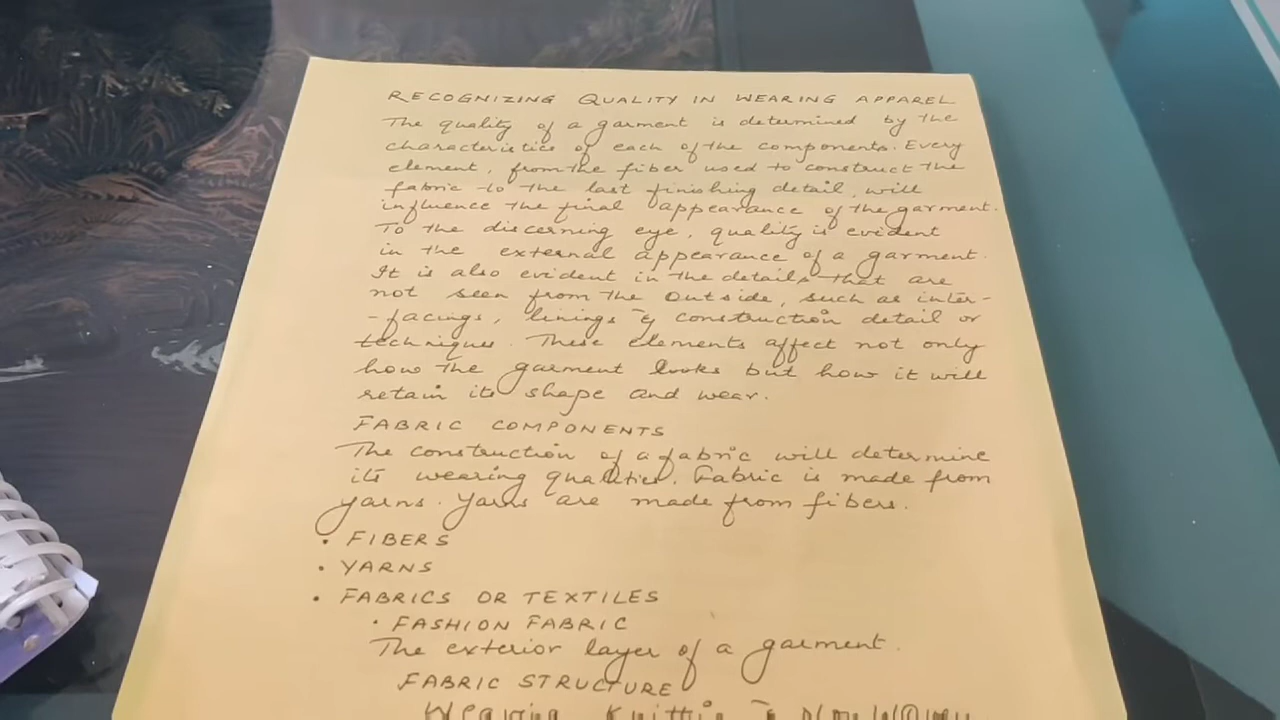 RECOGNIZING QUALITY IN WEARING APPAREL
The quality of a garment is determined by the
characteristics of each of the components. Every
element, from the fiber used to construct the
fabric to the last finishing detail, will
influence the final appearance of the garment.
To the discerning eye, quality is evident
in the external appearance of a garment.
It is also evident in the details that are
not seen from the outside, such as inter-
-facings, linings & construction detail or
techniques. These elements affect not only
how the garment looks but how it will
retain its shape and wear.
FABRIC COMPONENTS
The construction of a fabric will determine
its wearing qualities. Fabric is made from
yarns. Yarns are made from fibers.
• FIBERS
• YARNS
• FABRICS OR TEXTILES
• FASHION FABRIC
The exterior layer of a garment.
FABRIC STRUCTURE